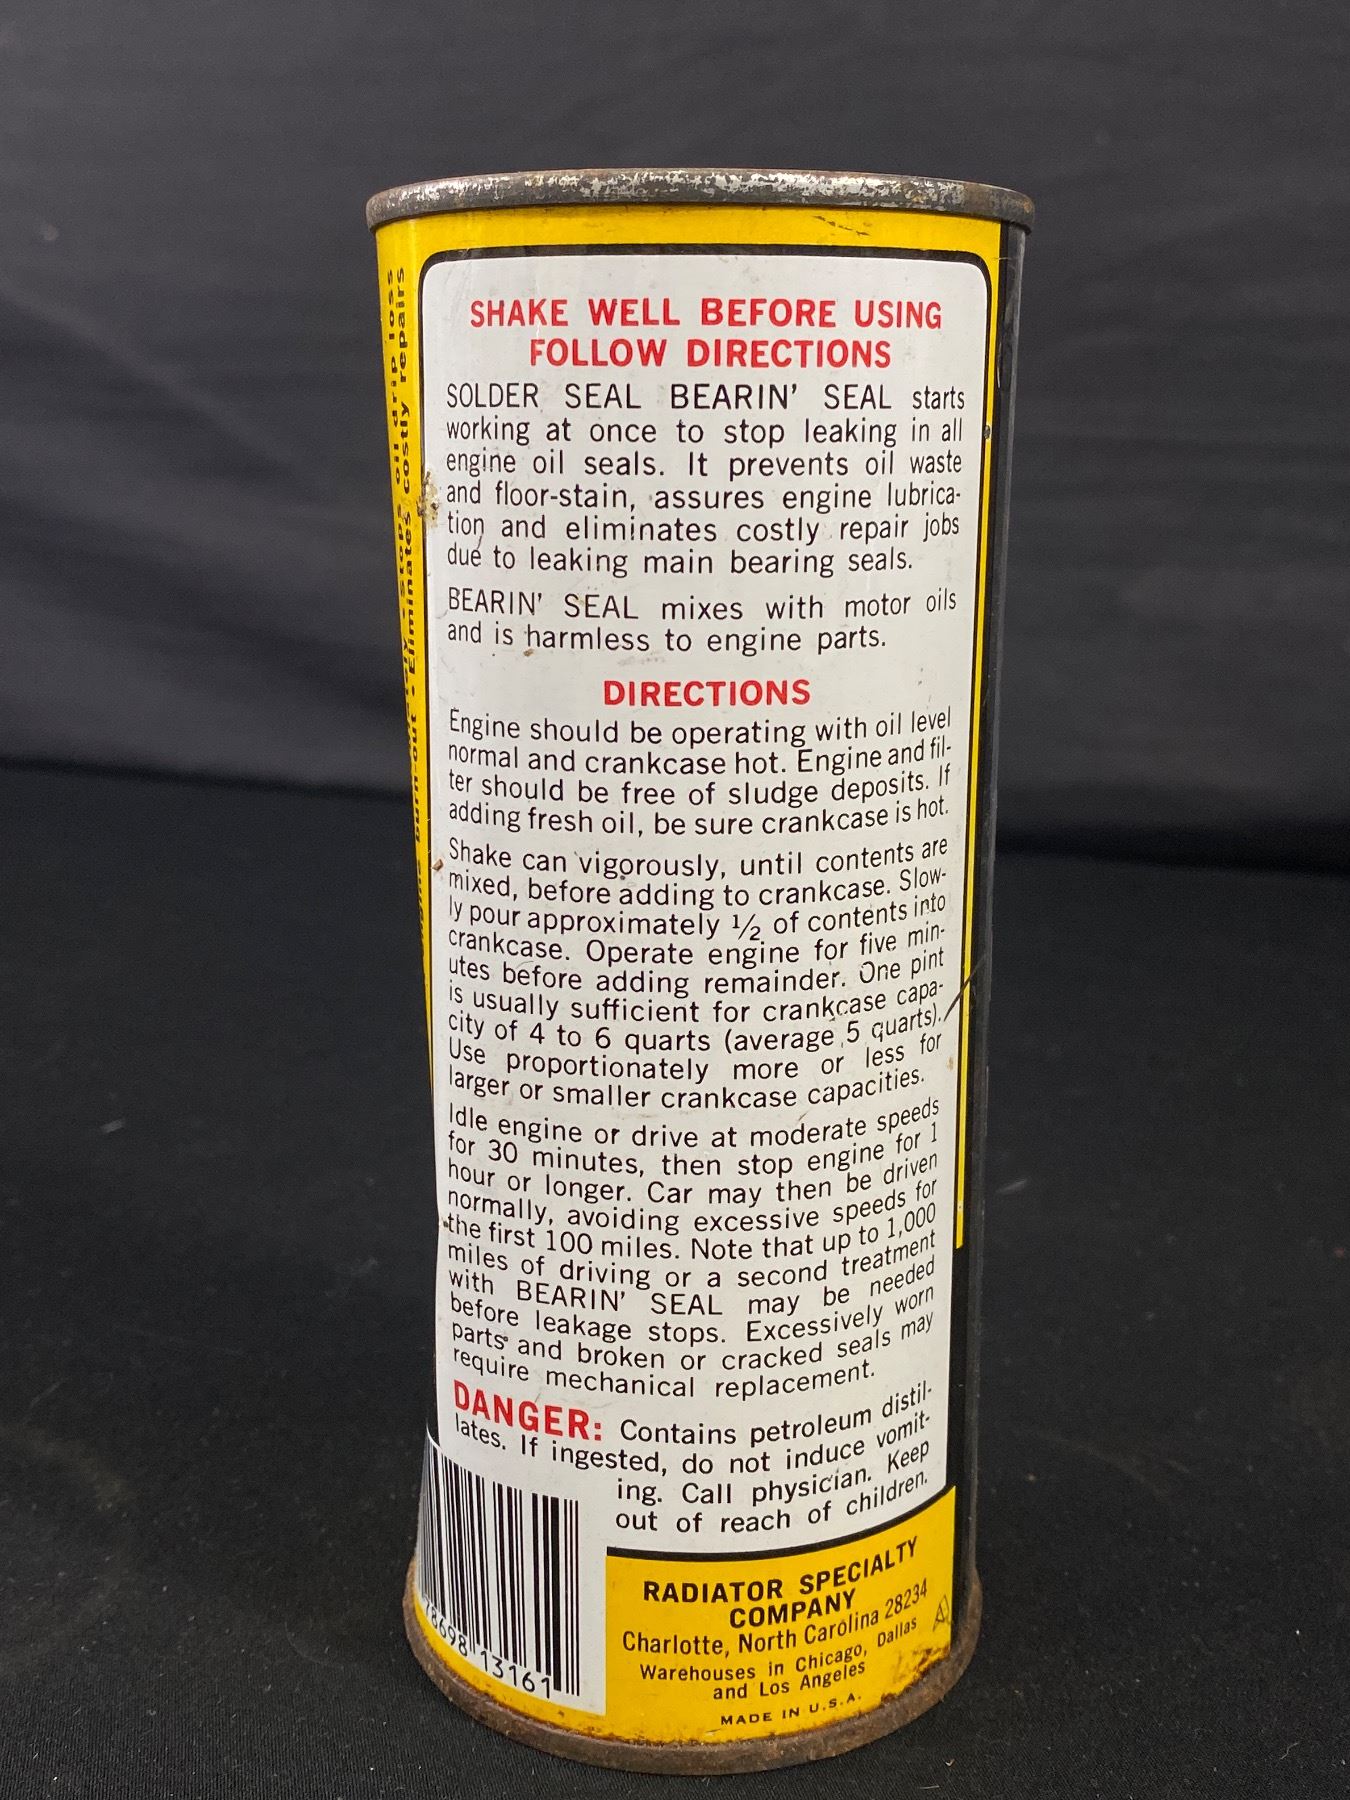 SHAKE WELL BEFORE USING
FOLLOW DIRECTIONS
SOLDER SEAL BEARIN' SEAL starts
working at once to stop leaking in all
engine oil seals. It prevents oil waste
and floor-stain, assures engine lubrica-
tion and eliminates costly repair jobs
due to leaking main bearing seals.
BEARIN' SEAL mixes with motor oils
and is harmless to engine parts.
DIRECTIONS
Engine should be operating with oil level
normal and crankcase hot. Engine and fil-
ter should be free of sludge deposits. If
adding fresh oil, be sure crankcase is hot.
Shake can vigorously, until contents are
mixed, before adding to crankcase. Slow-
ly pour approximately ½ of contents into
crankcase. Operate engine for five min-
utes before adding remainder. One pint
is usually sufficient for crankcase capa-
city of 4 to 6 quarts (average 5 quarts).
Use proportionately more or less for
larger or smaller crankcase capacities.
Idle engine or drive at moderate speeds
for 30 minutes, then stop engine for 1
hour or longer. Car may then be driven
normally, avoiding excessive speeds for
the first 100 miles. Note that up to 1,000
miles of driving or a second treatment
with BEARIN' SEAL may be needed
before leakage stops. Excessively worn
parts and broken or cracked seals may
require mechanical replacement.
DANGER: Contains petroleum distil-
lates. If ingested, do not induce vomit-
ing. Call physician. Keep
out of reach of children.
78698 13161
RADIATOR SPECIALTY
COMPANY
Charlotte, North Carolina 28234
Warehouses in Chicago, Dallas
and Los Angeles
MADE IN U.S.A.
stops oil drip loss
burn-out • Eliminates costly repairs